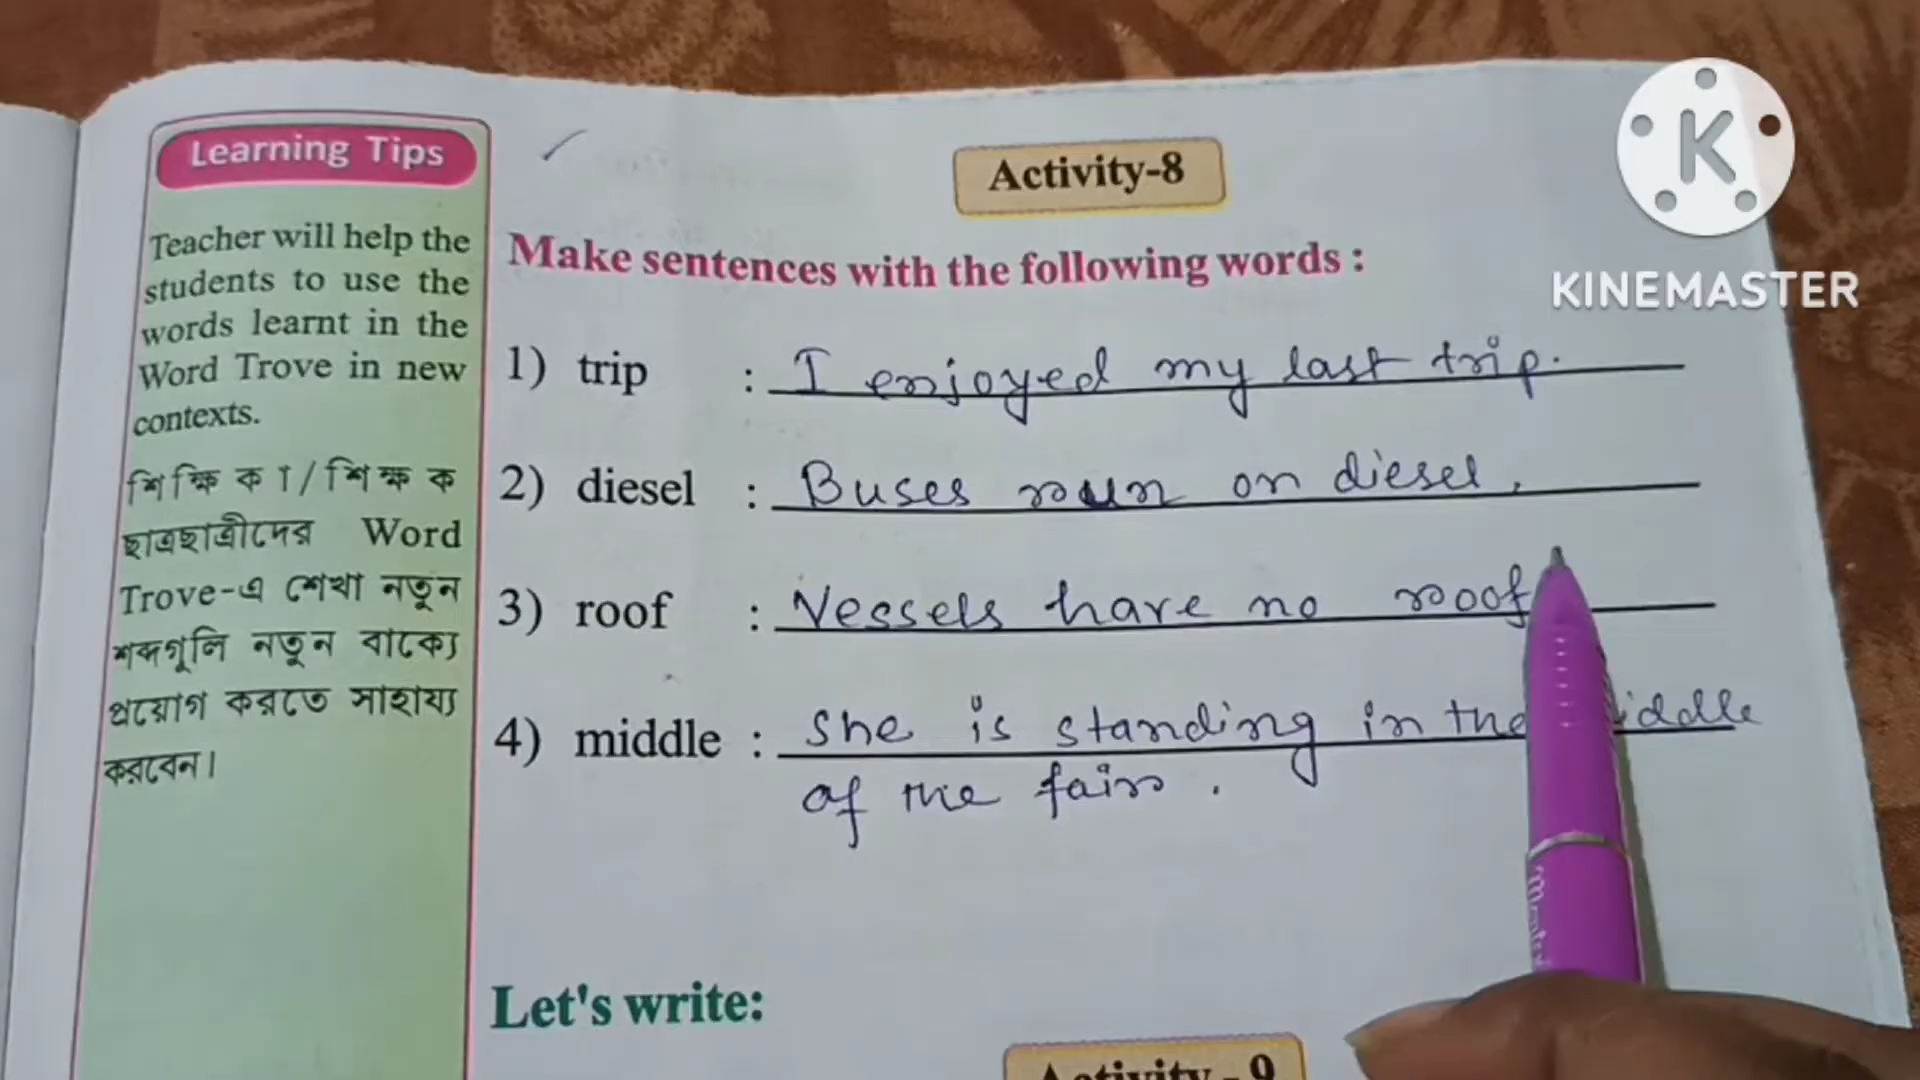 Learning Tips
Teacher will help the
students to use the
words learnt in the
Word Trove in new
contexts.
শিক্ষিকা/শিক্ষক
ছাত্রছাত্রীদের Word
Trove-এ শেখা নতুন
শব্দগুলি নতুন বাক্যে
প্রয়োগ করতে সাহায্য
করবেন।
Activity-8
Make sentences with the following words :
1) trip : I enjoyed my last trip.
2) diesel : Buses run on diesel.
3) roof : Vessels have no roof
4) middle : She is standing in the middle
of the fair.
Let's write:
Activity - 9
K
KINEMASTER